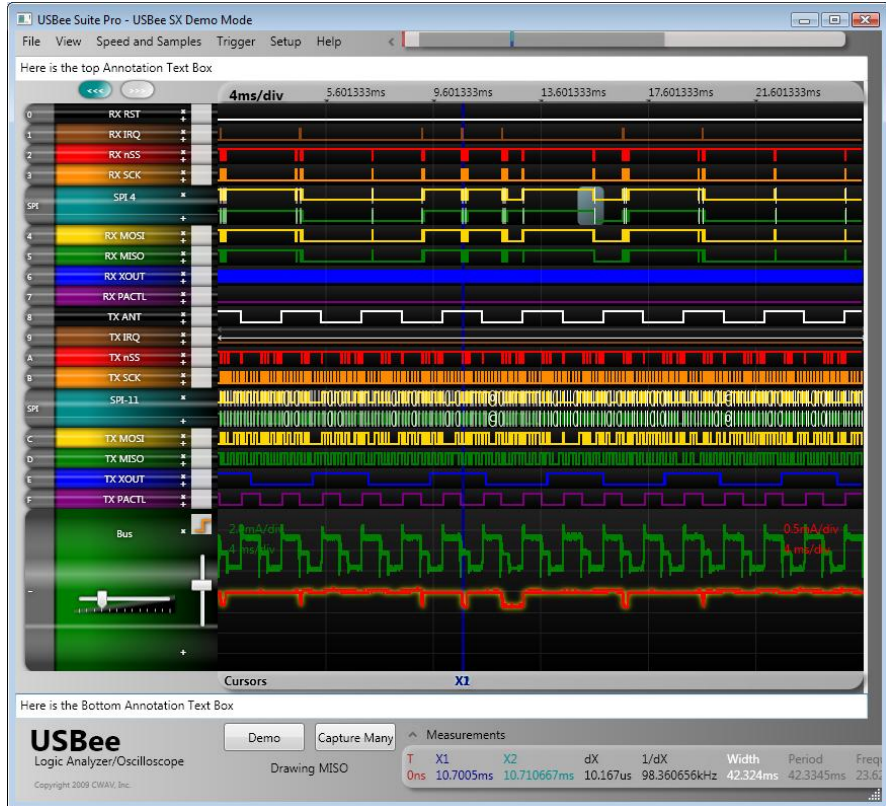 USBee Suite Pro - USBee SX Demo Mode
File View Speed and Samples Trigger Setup Help <
Here is the top Annotation Text Box
<<< >>>
4ms/div 5.601333ms 9.601333ms 13.601333ms 17.601333ms 21.601333ms
0 RX RST
1 RX IRQ
2 RX nSS
3 RX SCK
SPI SPI 4
4 RX MOSI
5 RX MISO
6 RX XOUT
7 RX PACTL
8 TX ANT
9 TX IRQ
A TX nSS
B TX SCK
SPI SPI-11
C TX MOSI
D TX MISO
E TX XOUT
F TX PACTL
Bus
2.0mA/div 0.5mA/div
4 ms/div 4 ms/div
Cursors
Here is the Bottom Annotation Text Box
USBee
Logic Analyzer/Oscilloscope
Copyright 2009 CWAV, Inc.
Demo Capture Many
Drawing MISO
Measurements
T X1 X2 dX 1/dX Width Period
0ns 10.7005ms 10.710667ms 10.167us 98.360656kHz 42.324ms 42.3345ms